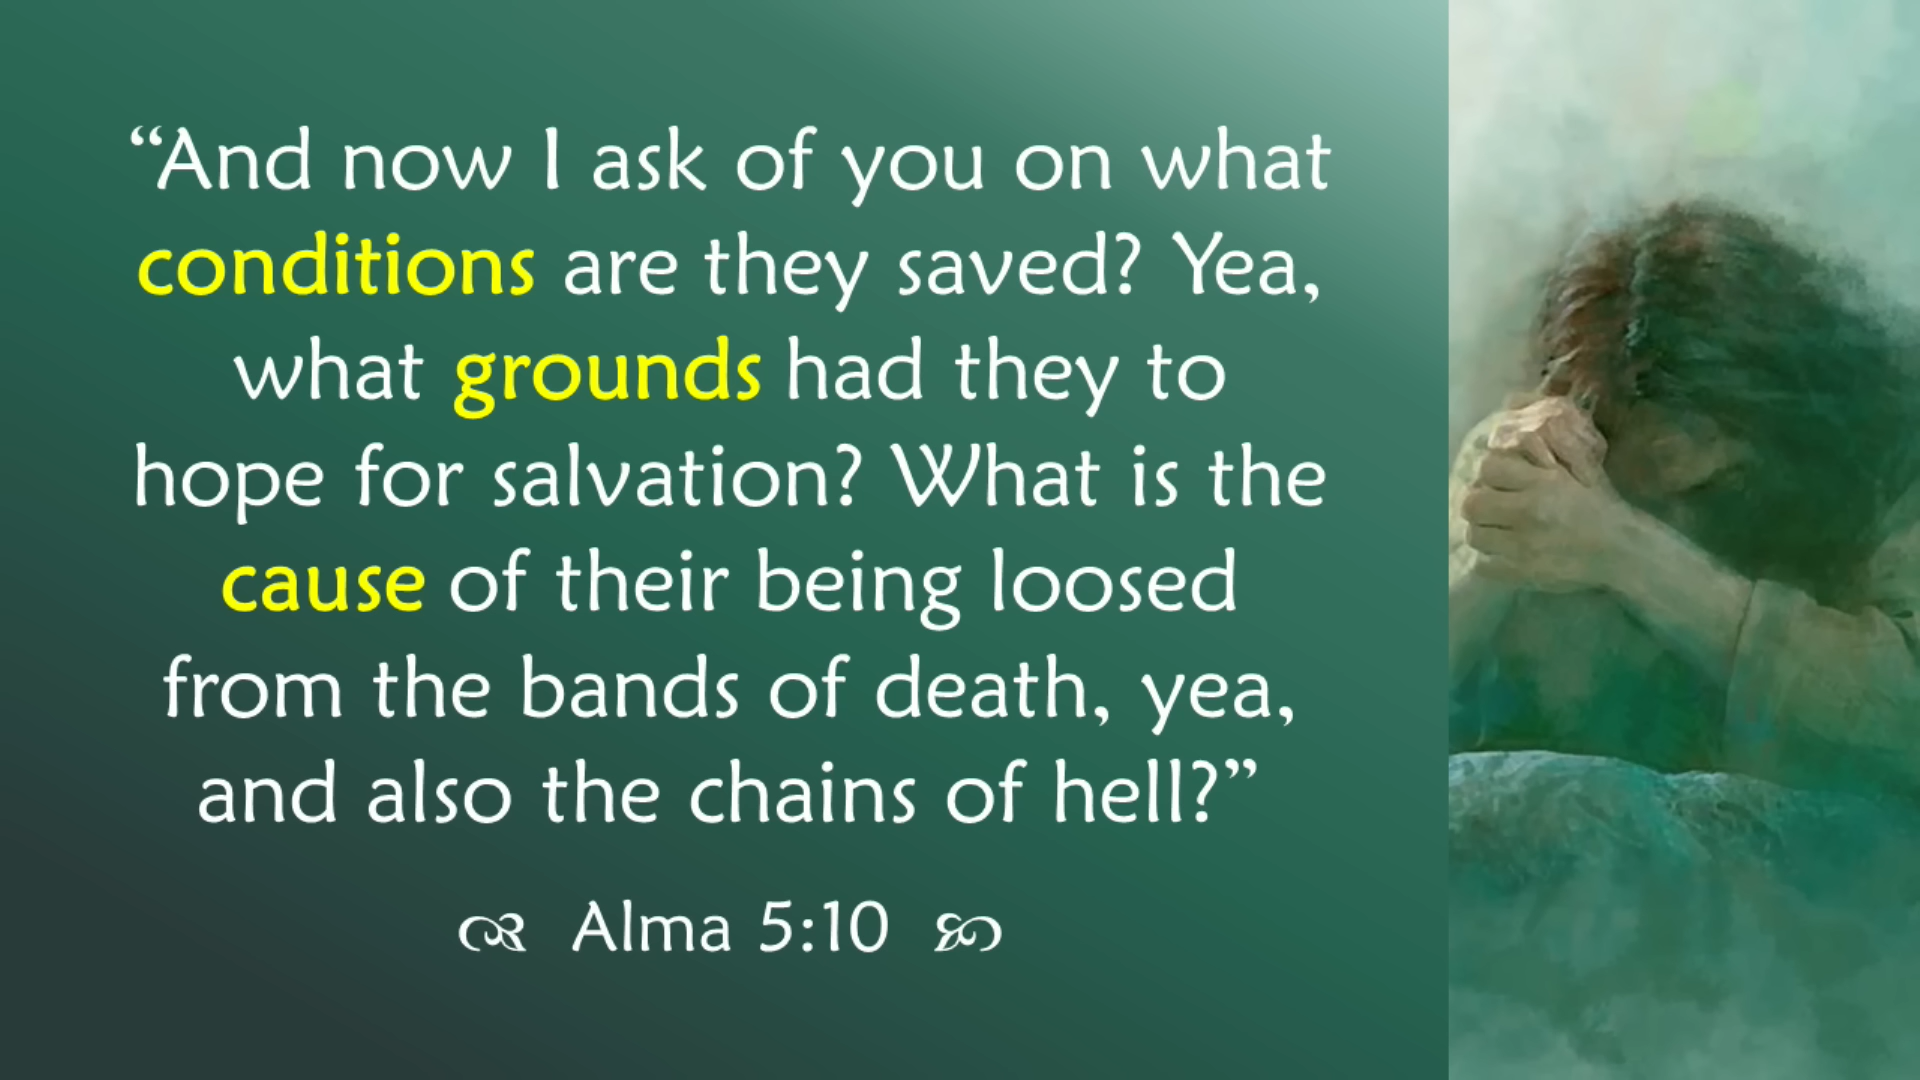 “And now I ask of you on what
conditions are they saved? Yea,
what grounds had they to
hope for salvation? What is the
cause of their being loosed
from the bands of death, yea,
and also the chains of hell?”
Alma 5:10